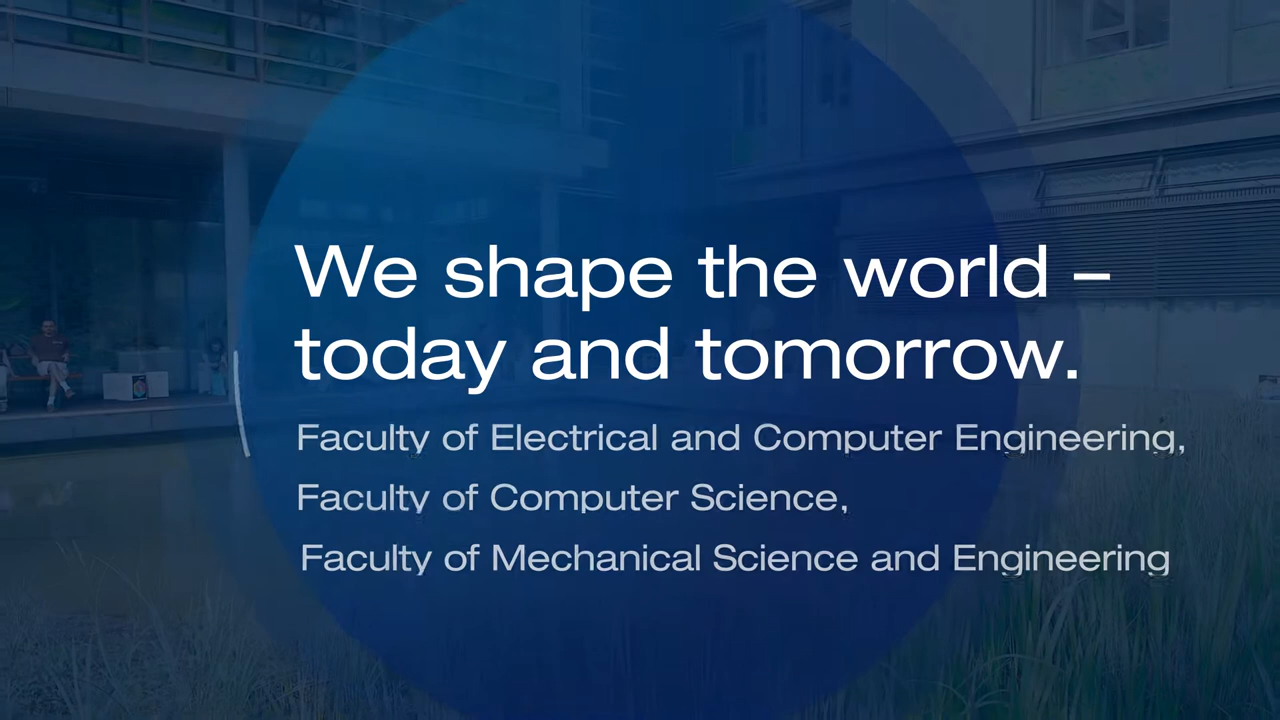 We shape the world –
today and tomorrow.
Faculty of Electrical and Computer Engineering,
Faculty of Computer Science,
Faculty of Mechanical Science and Engineering